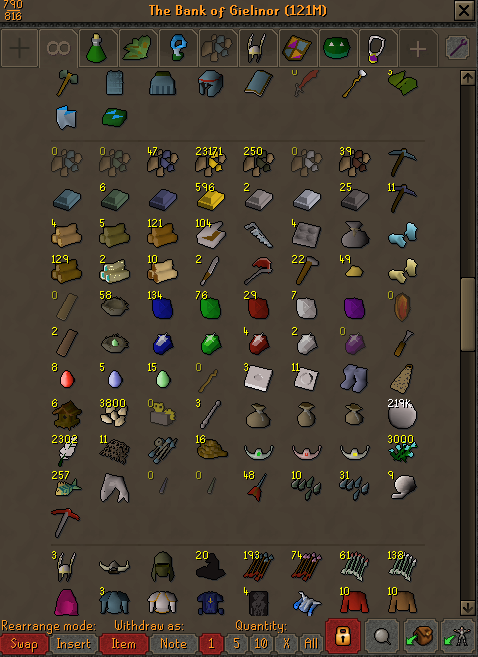 790
816
The Bank of Gielinor (121M)
0 3
0 0 47 23171 250 0 39
6 596 2 25 11
4 5 121 104 4
129 2 10 22 49
0 58 134 76 29 7 0
2 4 2 0
8 5 15 0 3 11
6 3800 0 219K
2302 11 16 3000
257 0 0 48 10 31 9
3 20 193 74 61 138
3 4 10 10
Rearrange mode: Withdraw as: Quantity:
Swap Insert Item Note 1 5 10 X All